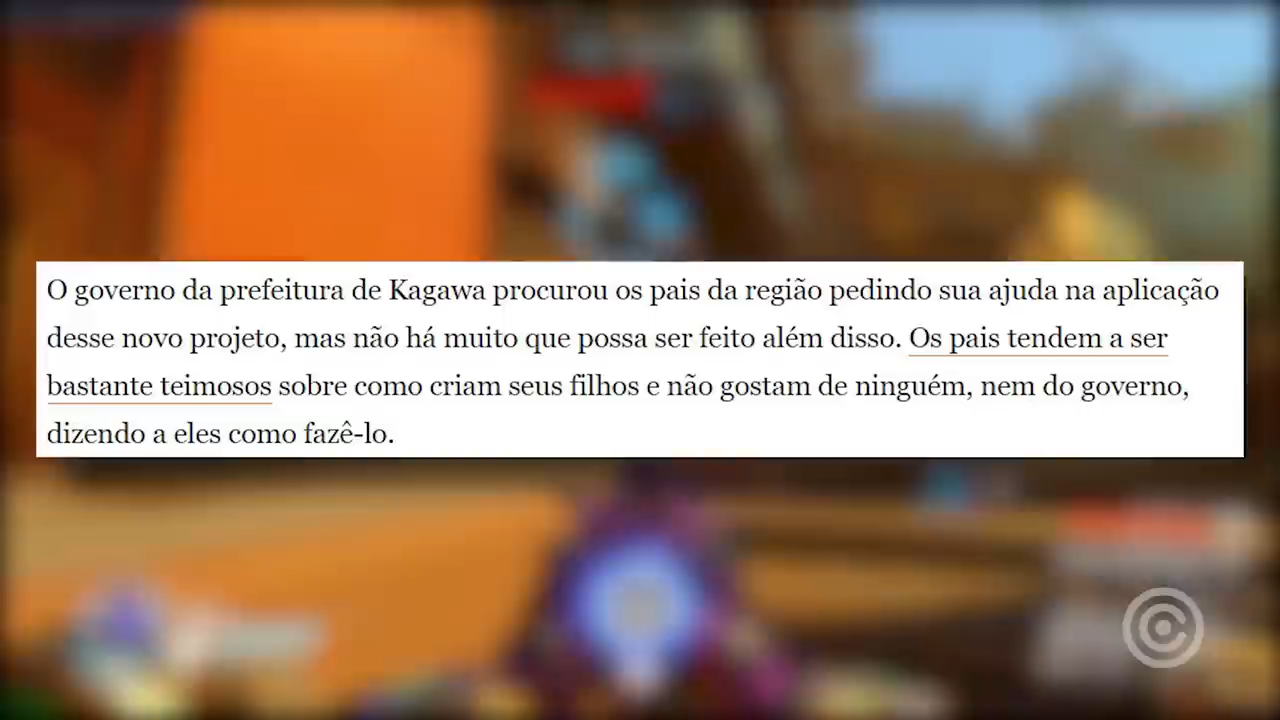 O governo da prefeitura de Kagawa procurou os pais da região pedindo sua ajuda na aplicação
desse novo projeto, mas não há muito que possa ser feito além disso. Os pais tendem a ser
bastante teimosos sobre como criam seus filhos e não gostam de ninguém, nem do governo,
dizendo a eles como fazê-lo.